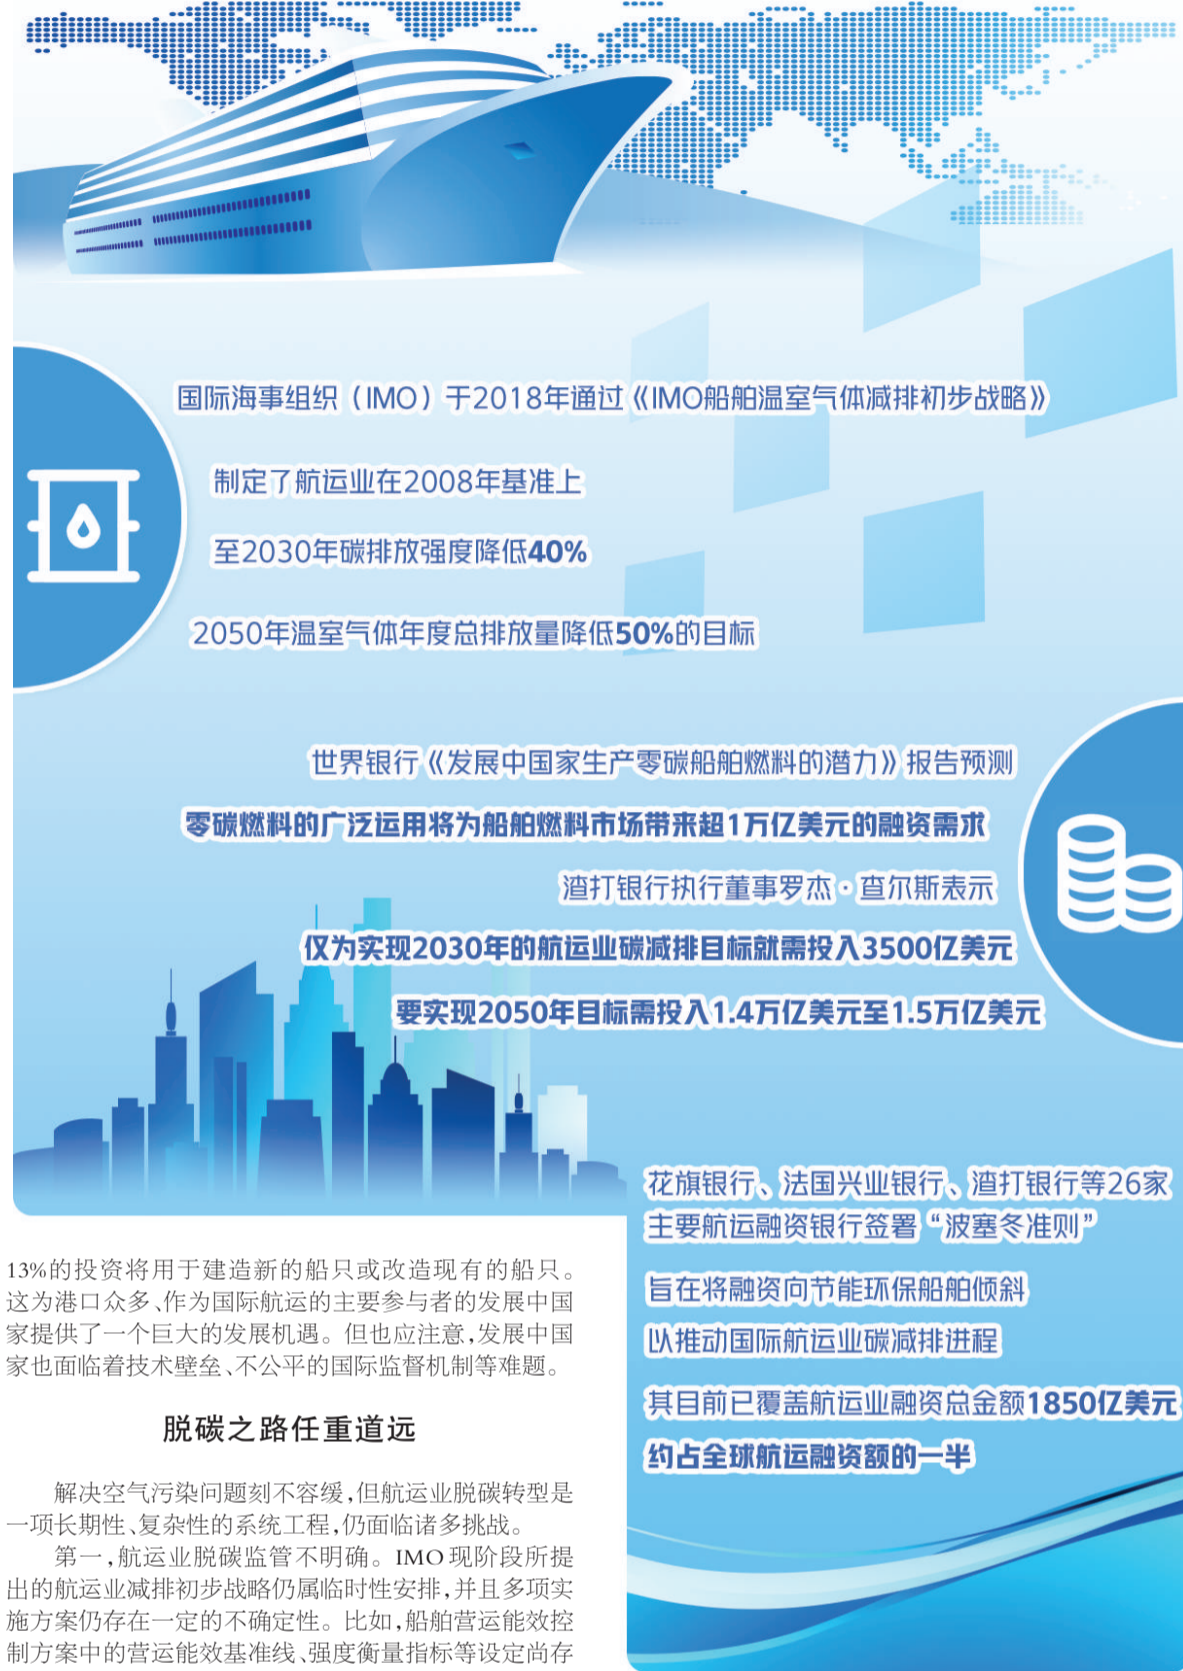 国际海事组织（IMO）于2018年通过《IMO船舶温室气体减排初步战略》
制定了航运业在2008年基准上
至2030年碳排放强度降低40%
2050年温室气体年度总排放量降低50%的目标
世界银行《发展中国家生产零碳船舶燃料的潜力》报告预测
零碳燃料的广泛运用将为船舶燃料市场带来超1万亿美元的融资需求
渣打银行执行董事罗杰·查尔斯表示
仅为实现2030年的航运业碳减排目标就需投入3500亿美元
要实现2050年目标需投入1.4万亿美元至1.5万亿美元
花旗银行、法国兴业银行、渣打银行等26家
主要航运融资银行签署“波塞冬准则”
旨在将融资向节能环保船舶倾斜
以推动国际航运业碳减排进程
其目前已覆盖航运业融资总金额1850亿美元
约占全球航运融资额的一半
13%的投资将用于建造新的船只或改造现有的船只。
这为港口众多、作为国际航运的主要参与者的发展中国
家提供了一个巨大的发展机遇。但也应注意，发展中国
家也面临着技术壁垒、不公平的国际监督机制等难题。
脱碳之路任重道远
解决空气污染问题刻不容缓，但航运业脱碳转型是
一项长期性、复杂性的系统工程，仍面临诸多挑战。
第一，航运业脱碳监管不明确。IMO现阶段所提
出的航运业减排初步战略仍属临时性安排，并且多项实
施方案仍存在一定的不确定性。比如，船舶营运能效控
制方案中的营运能效基准线、强度衡量指标等设定尚存